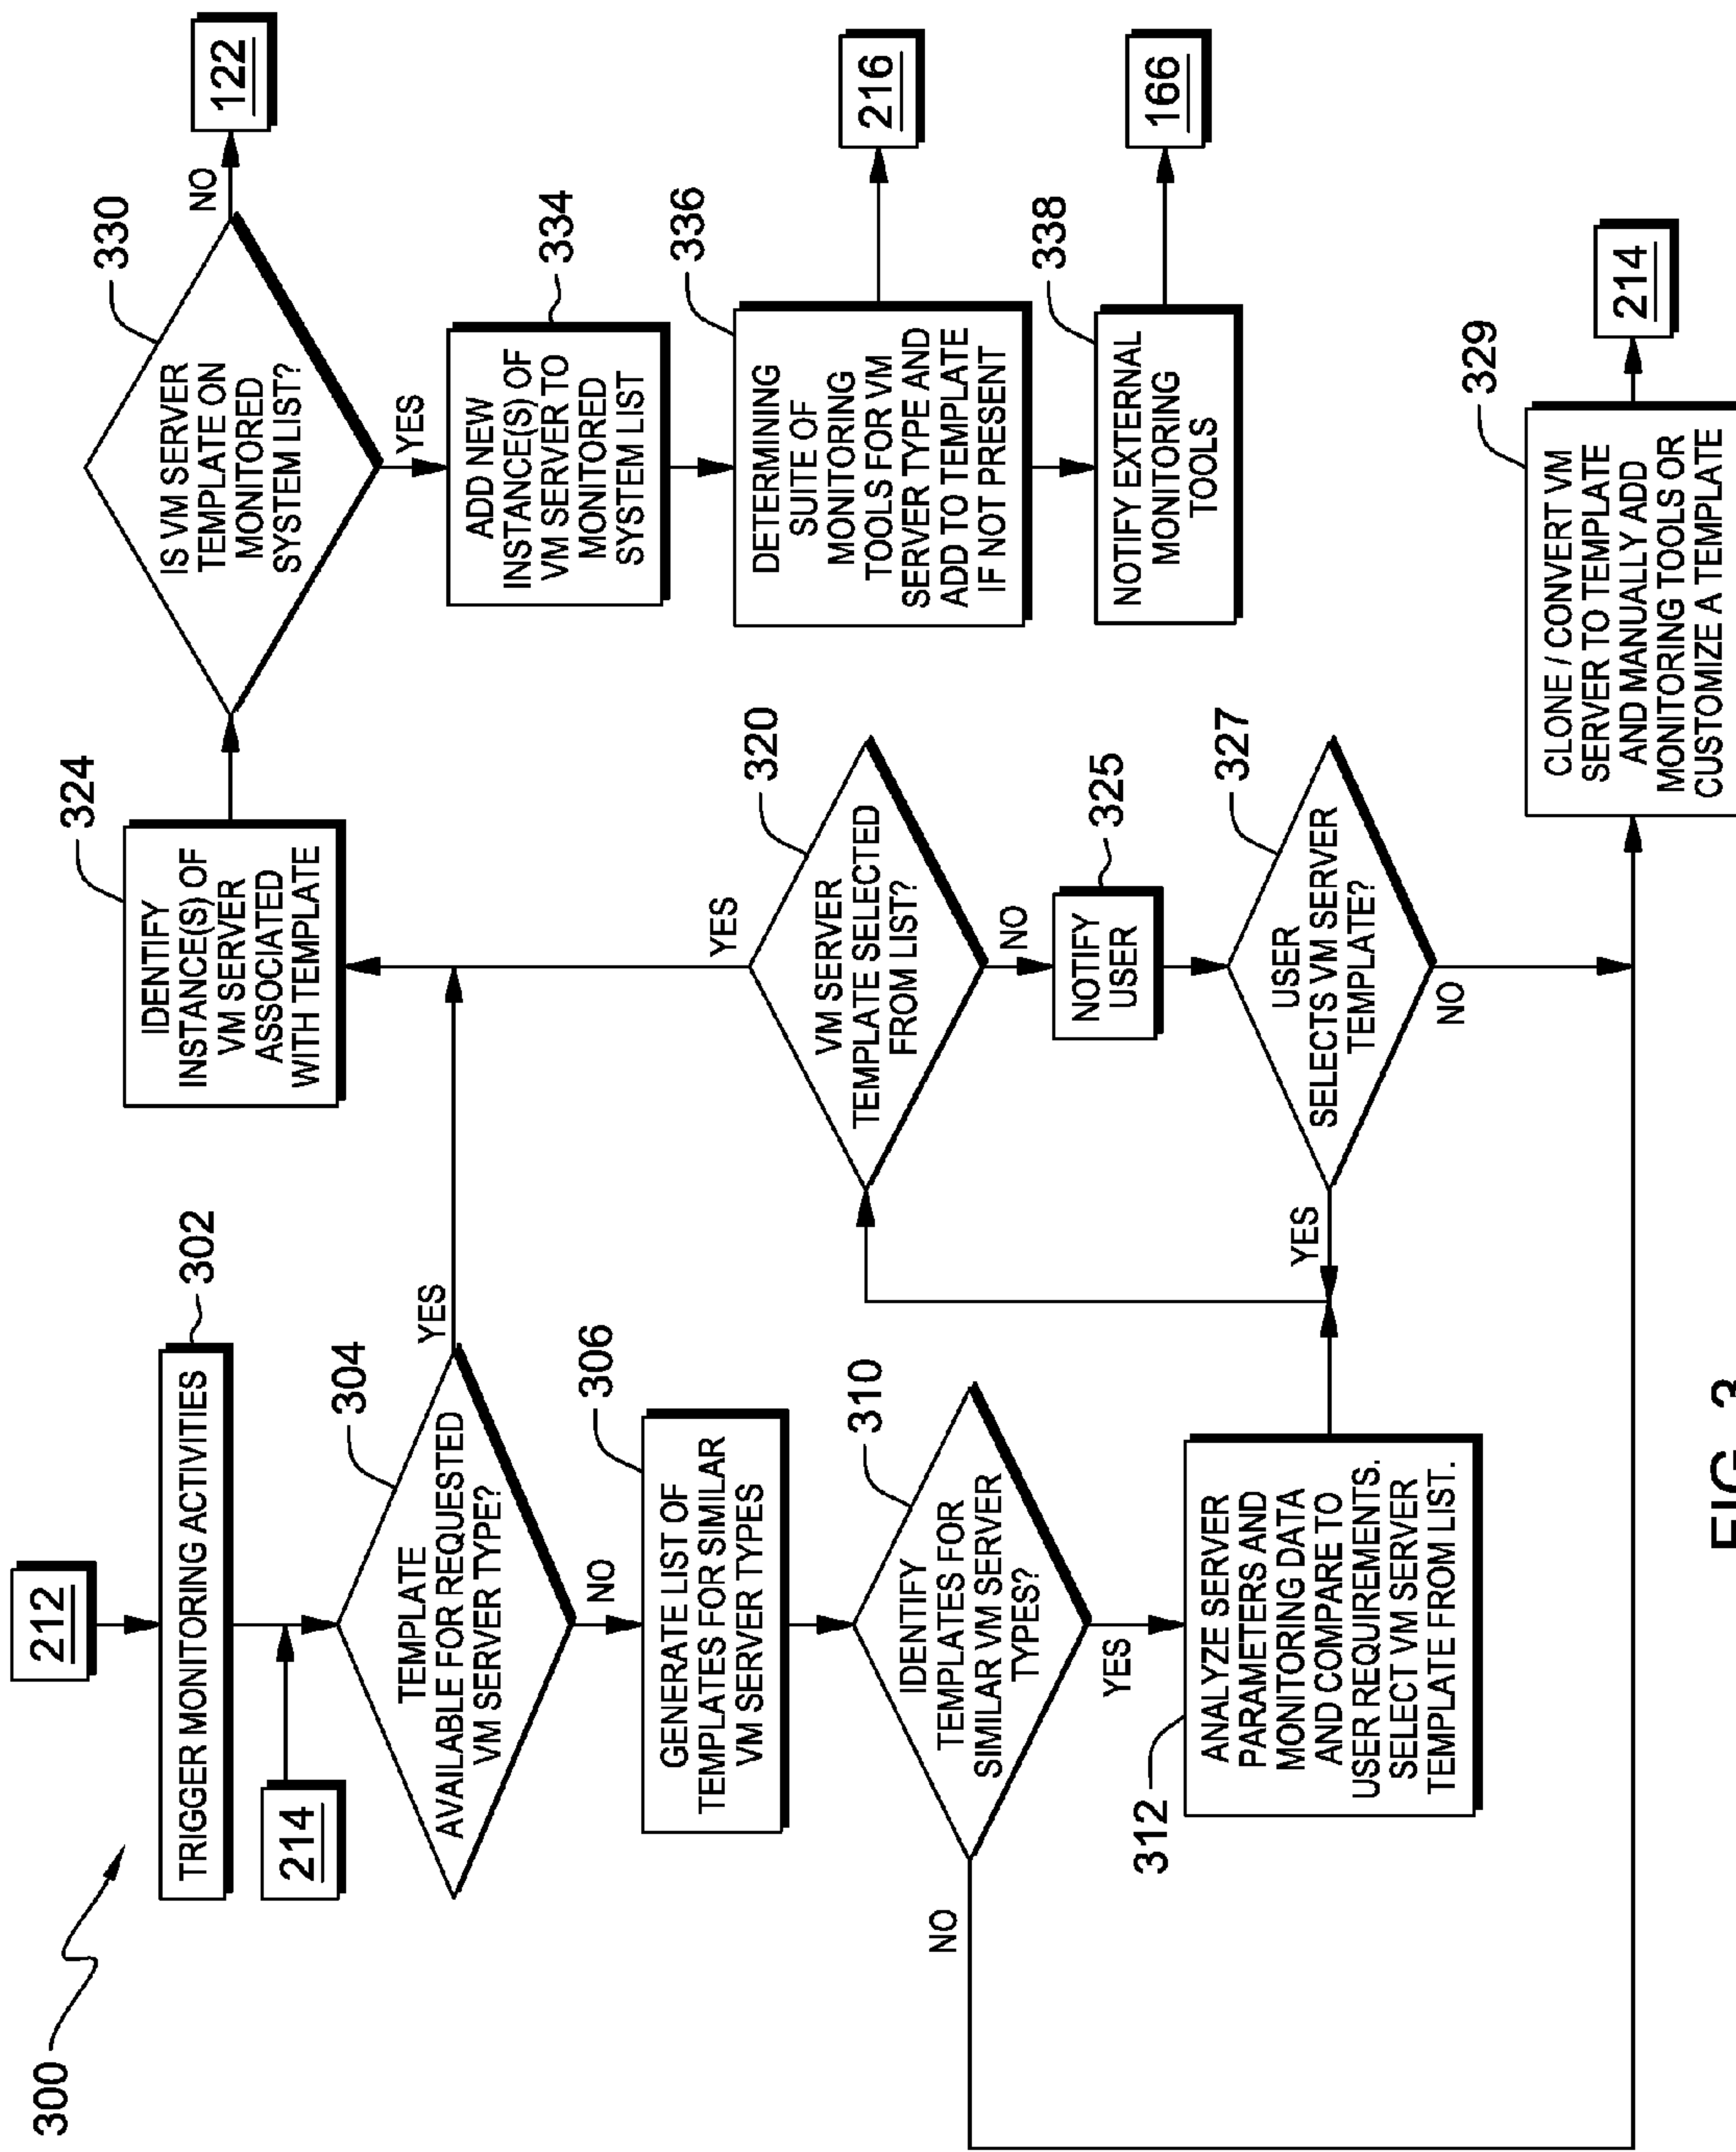 300
212
TRIGGER MONITORING ACTIVITIES
302
214
TEMPLATE
AVAILABLE FOR REQUESTED
VM SERVER TYPE?
304
YES
NO
GENERATE LIST OF
TEMPLATES FOR SIMILAR
VM SERVER TYPES
306
IDENTIFY
TEMPLATES FOR
SIMILAR VM SERVER
TYPES?
310
NO
YES
312
ANALYZE SERVER
PARAMETERS AND
MONITORING DATA
AND COMPARE TO
USER REQUIREMENTS.
SELECT VM SERVER
TEMPLATE FROM LIST.
IDENTIFY
INSTANCE(S) OF
VM SERVER
ASSOCIATED
WITH TEMPLATE
324
YES
VM SERVER
TEMPLATE SELECTED
FROM LIST?
320
NO
NOTIFY
USER
325
USER
SELECTS VM SERVER
TEMPLATE?
327
YES
NO
IS VM SERVER
TEMPLATE ON
MONITORED
SYSTEM LIST?
330
NO
122
YES
ADD NEW
INSTANCE(S) OF
VM SERVER TO
MONITORED
SYSTEM LIST
334
DETERMINING
SUITE OF
MONITORING
TOOLS FOR VM
SERVER TYPE AND
ADD TO TEMPLATE
IF NOT PRESENT
336
216
NOTIFY EXTERNAL
MONITORING
TOOLS
338
166
CLONE / CONVERT VM
SERVER TO TEMPLATE
AND MANUALLY ADD
MONITORING TOOLS OR
CUSTOMIZE A TEMPLATE
329
214
FIG. 3